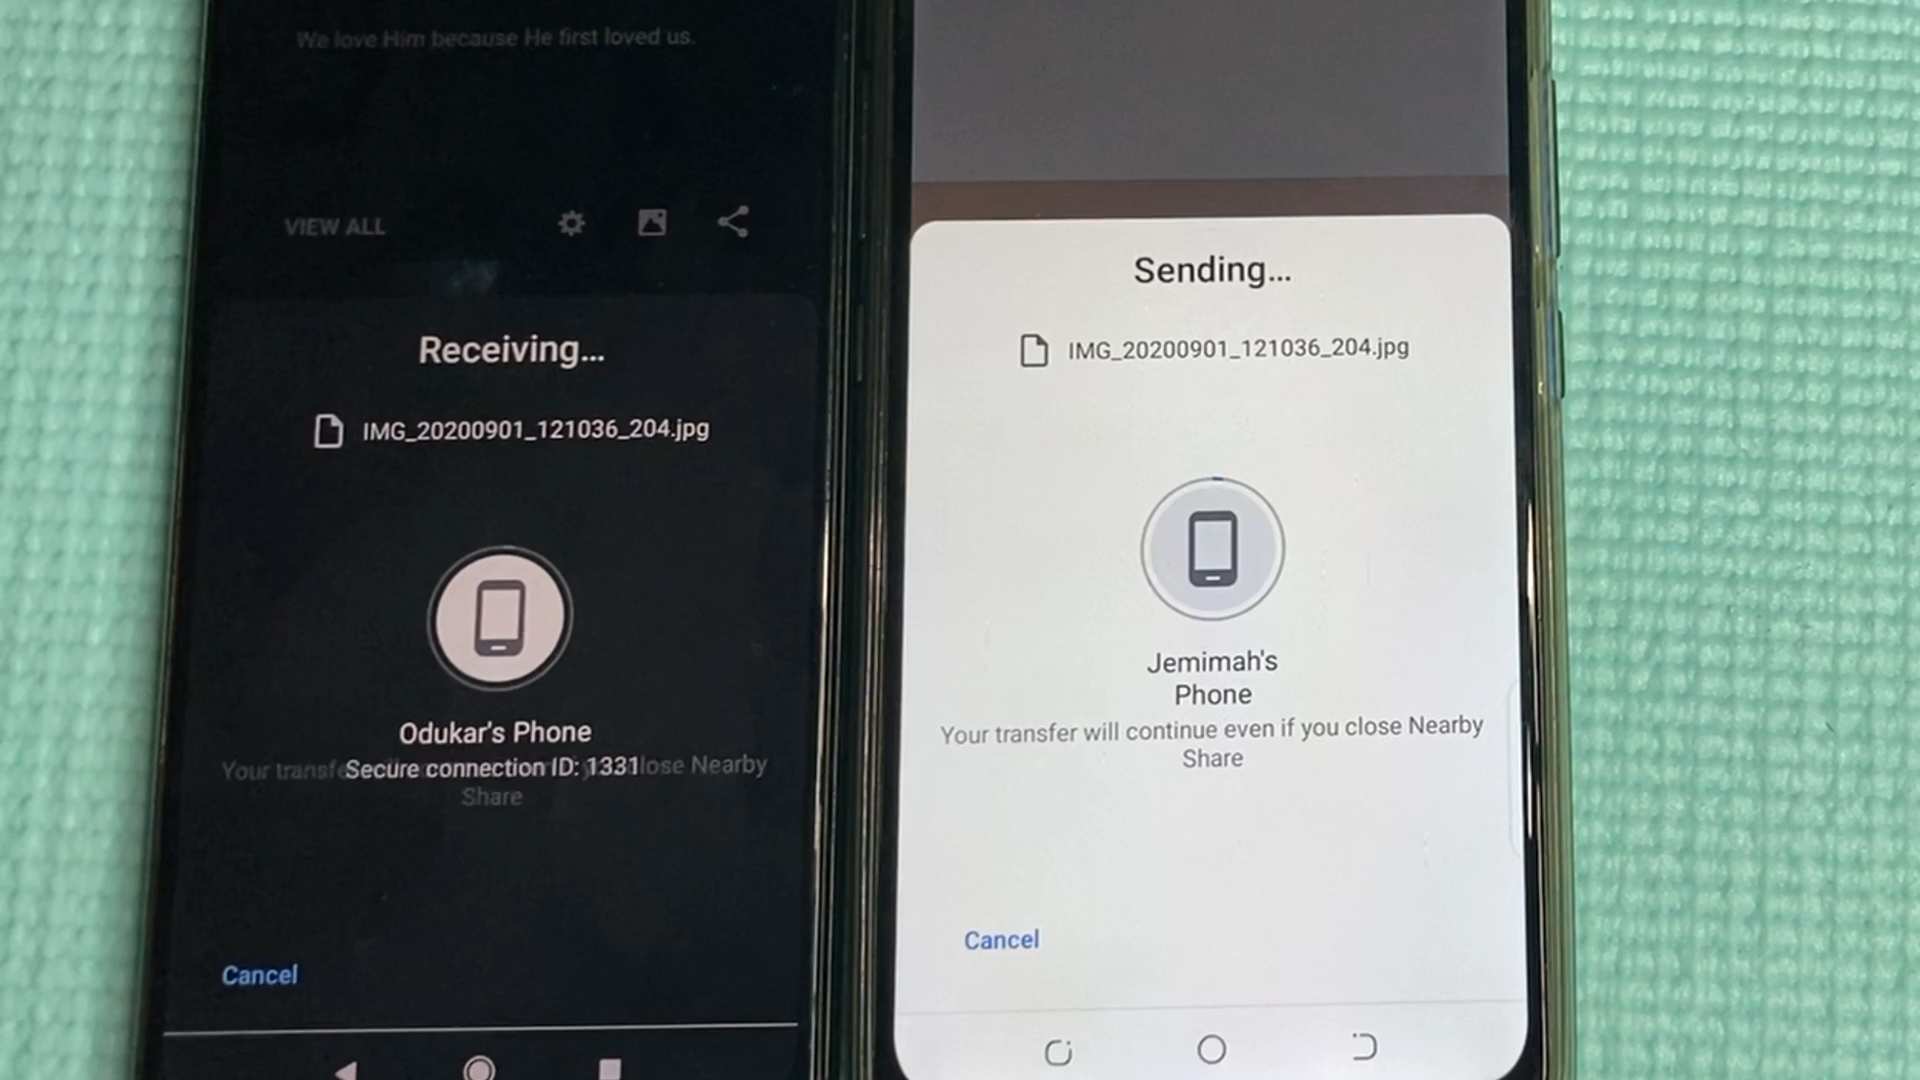 We love Him because He first loved us.
VIEW ALL
Receiving...
IMG_20200901_121036_204.jpg
Odukar's Phone
Secure connection ID: 1331
Your transf lose Nearby
Share
Cancel
Sending...
IMG_20200901_121036_204.jpg
Jemimah's
Phone
Your transfer will continue even if you close Nearby
Share
Cancel